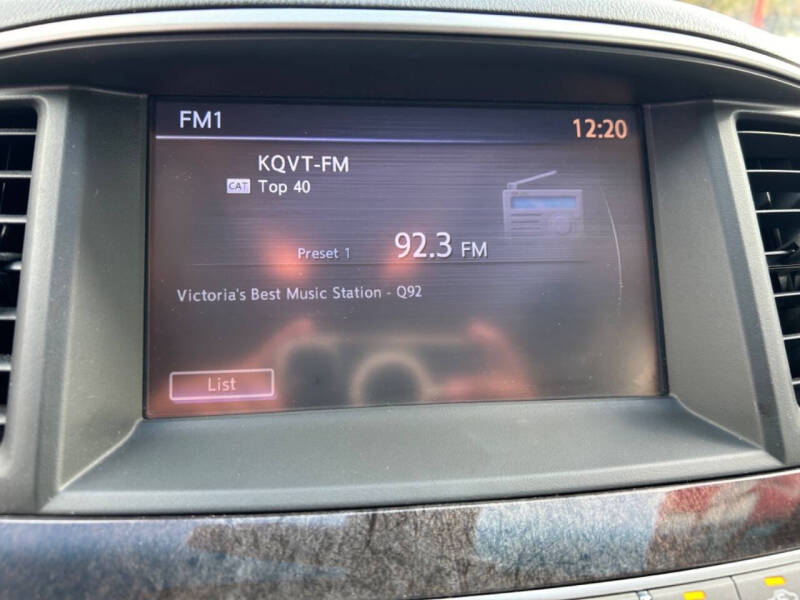 FM1
12:20
KQVT-FM
CAT Top 40
Preset 1 92.3 FM
Victoria's Best Music Station - Q92
List